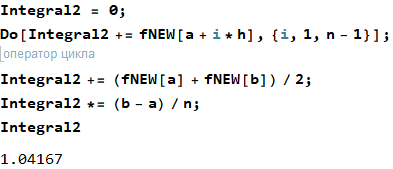 Integral2 = 0;
Do[Integral2 += fNEW[a + i * h], {i, 1, n - 1}];
оператор цикла
Integral2 += (fNEW[a] + fNEW[b]) / 2;
Integral2 *= (b - a) / n;
Integral2
1.04167